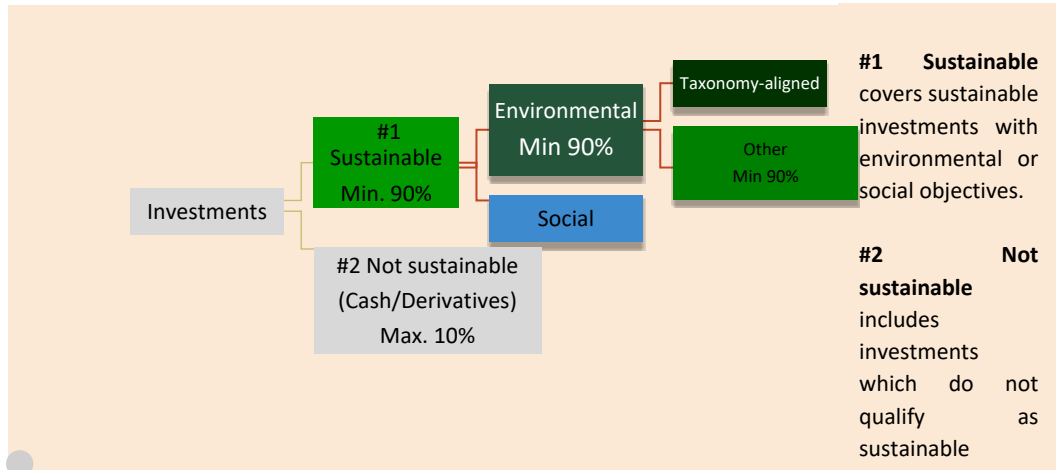 Investments
#1
Sustainable
Min. 90%
#2 Not sustainable
(Cash/Derivatives)
Max. 10%
Environmental
Min 90%
Social
Taxonomy-aligned
Other
Min 90%
#1 Sustainable
covers sustainable
investments with
environmental or
social objectives.
#2 Not
sustainable
includes
investments
which do not
qualify as
sustainable